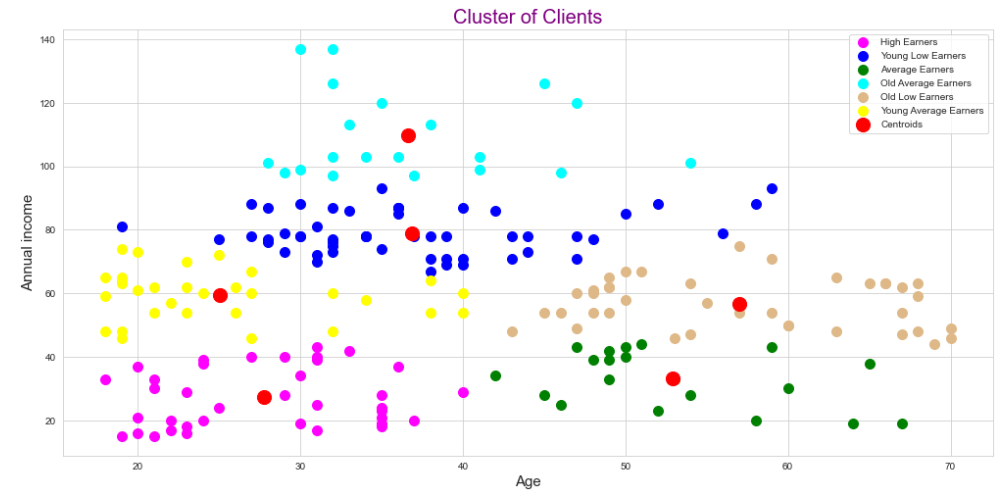 Cluster of Clients
High Earners
Young Low Earners
Average Earners
Old Average Earners
Old Low Earners
Young Average Earners
Centroids
140
120
100
80
60
40
20
Annual income
20 30 40 50 60 70
Age